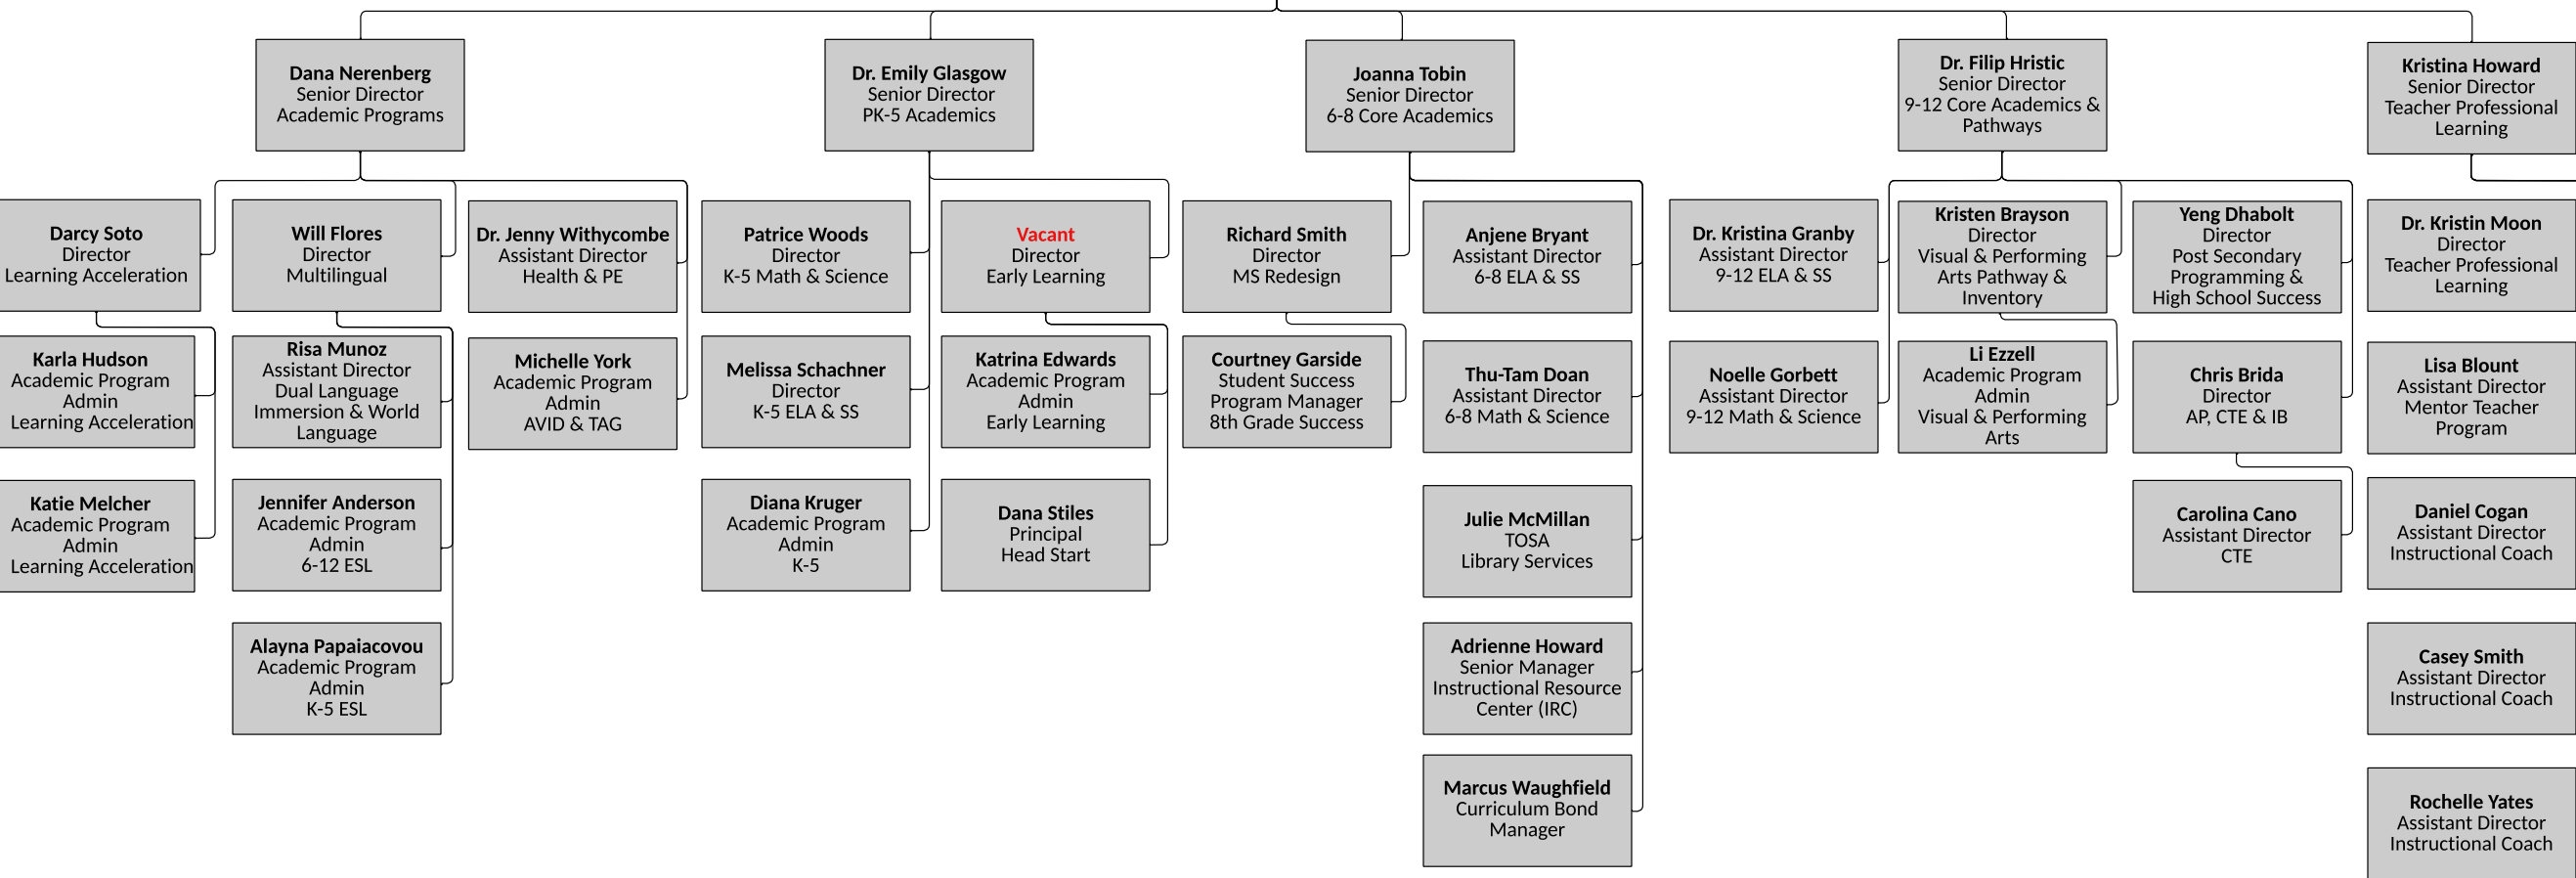 Dana Nerenberg
Senior Director
Academic Programs
Dr. Emily Glasgow
Senior Director
PK-5 Academics
Joanna Tobin
Senior Director
6-8 Core Academics
Dr. Filip Hristic
Senior Director
9-12 Core Academics &
Pathways
Kristina Howard
Senior Director
Teacher Professional
Learning
Darcy Soto
Director
Learning Acceleration
Will Flores
Director
Multilingual
Dr. Jenny Withycombe
Assistant Director
Health & PE
Patrice Woods
Director
K-5 Math & Science
Vacant
Director
Early Learning
Richard Smith
Director
MS Redesign
Anjene Bryant
Assistant Director
6-8 ELA & SS
Dr. Kristina Granby
Assistant Director
9-12 ELA & SS
Kristen Brayson
Director
Visual & Performing
Arts Pathway &
Inventory
Yeng Dhabolt
Director
Post Secondary
Programming &
High School Success
Dr. Kristin Moon
Director
Teacher Professional
Learning
Karla Hudson
Academic Program
Admin
Learning Acceleration
Risa Munoz
Assistant Director
Dual Language
Immersion & World
Language
Michelle York
Academic Program
Admin
AVID & TAG
Melissa Schachner
Director
K-5 ELA & SS
Katrina Edwards
Academic Program
Admin
Early Learning
Courtney Garside
Student Success
Program Manager
8th Grade Success
Thu-Tam Doan
Assistant Director
6-8 Math & Science
Noelle Gorbett
Assistant Director
9-12 Math & Science
Li Ezzell
Academic Program
Admin
Visual & Performing
Arts
Chris Brida
Director
AP, CTE & IB
Lisa Blount
Assistant Director
Mentor Teacher
Program
Katie Melcher
Academic Program
Admin
Learning Acceleration
Jennifer Anderson
Academic Program
Admin
6-12 ESL
Diana Kruger
Academic Program
Admin
K-5
Dana Stiles
Principal
Head Start
Julie McMillan
TOSA
Library Services
Carolina Cano
Assistant Director
CTE
Daniel Cogan
Assistant Director
Instructional Coach
Alayna Papaiacovou
Academic Program
Admin
K-5 ESL
Adrienne Howard
Senior Manager
Instructional Resource
Center (IRC)
Casey Smith
Assistant Director
Instructional Coach
Marcus Waughfield
Curriculum Bond
Manager
Rochelle Yates
Assistant Director
Instructional Coach